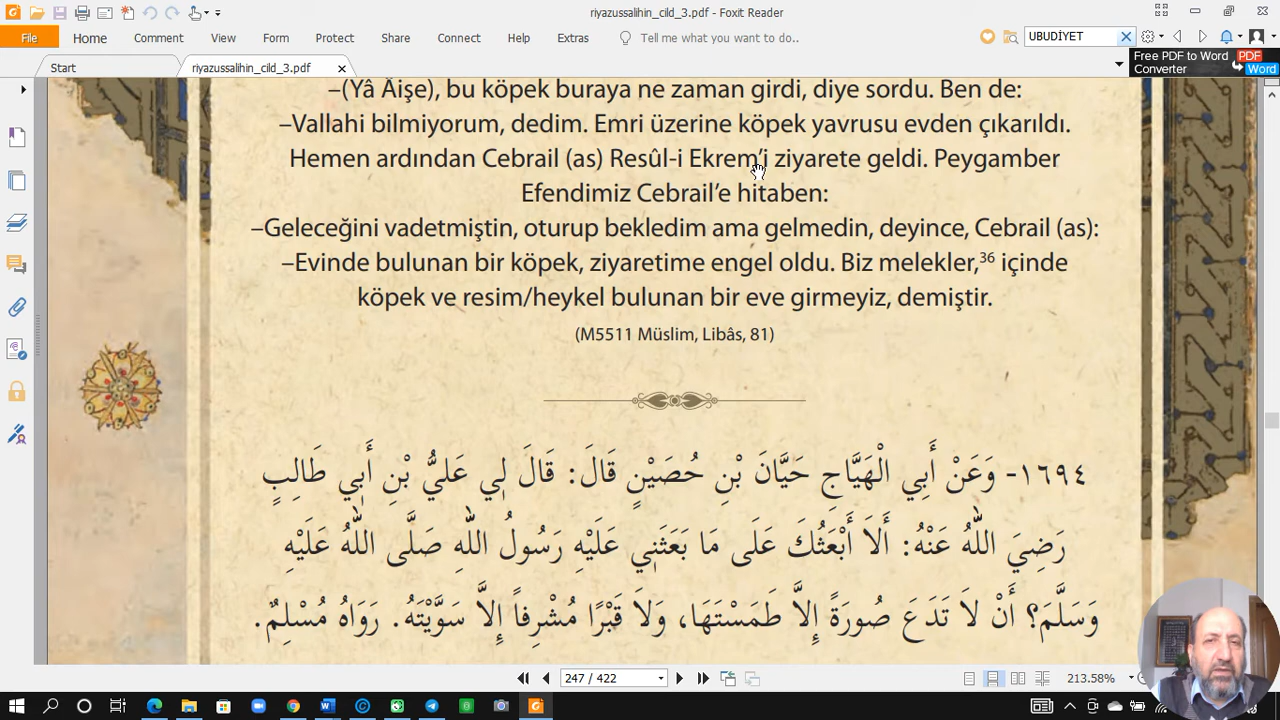 riyazussalihin_cild_3.pdf - Foxit Reader
File Home Comment View Form Protect Share Connect Help Extras Tell me what you want to do.. UBUDİYET
Start riyazussalihin_cild_3.pdf
Free PDF to Word PDF
Converter Word
–(Yâ Âişe), bu köpek buraya ne zaman girdi, diye sordu. Ben de:
–Vallahi bilmiyorum, dedim. Emri üzerine köpek yavrusu evden çıkarıldı.
Hemen ardından Cebrail (as) Resûl-i Ekrem’i ziyarete geldi. Peygamber
Efendimiz Cebrail’e hitaben:
–Geleceğini vadetmiştin, oturup bekledim ama gelmedin, deyince, Cebrail (as):
–Evinde bulunan bir köpek, ziyaretime engel oldu. Biz melekler,36 içinde
köpek ve resim/heykel bulunan bir eve girmeyiz, demiştir.
(M5511 Müslim, Libâs, 81)
١٦٩٤- وَعَنْ أَبِي الْهَيَّاجِ حَيَّانَ بْنِ حُصَيْنٍ قَالَ: قَالَ لِي عَلِيُّ بْنِ أَبِي طَالِبٍ
رَضِيَ اللّٰهُ عَنْهُ: أَلَا أَبْعَثُكَ عَلَى مَا بَعَثَنِي عَلَيْهِ رَسُولُ اللّٰهِ صَلَّى اللّٰهُ عَلَيْهِ
وَسَلَّمَ؟ أَنْ لَا تَدَعَ صُورَةً إِلَّا طَمَسْتَهَا، وَلَا قَبْرًا مُشْرِفاً إِلَّا سَوَّيْتَهُ. رَوَاهُ مُسْلِمٌ.
247 / 422
213.58%